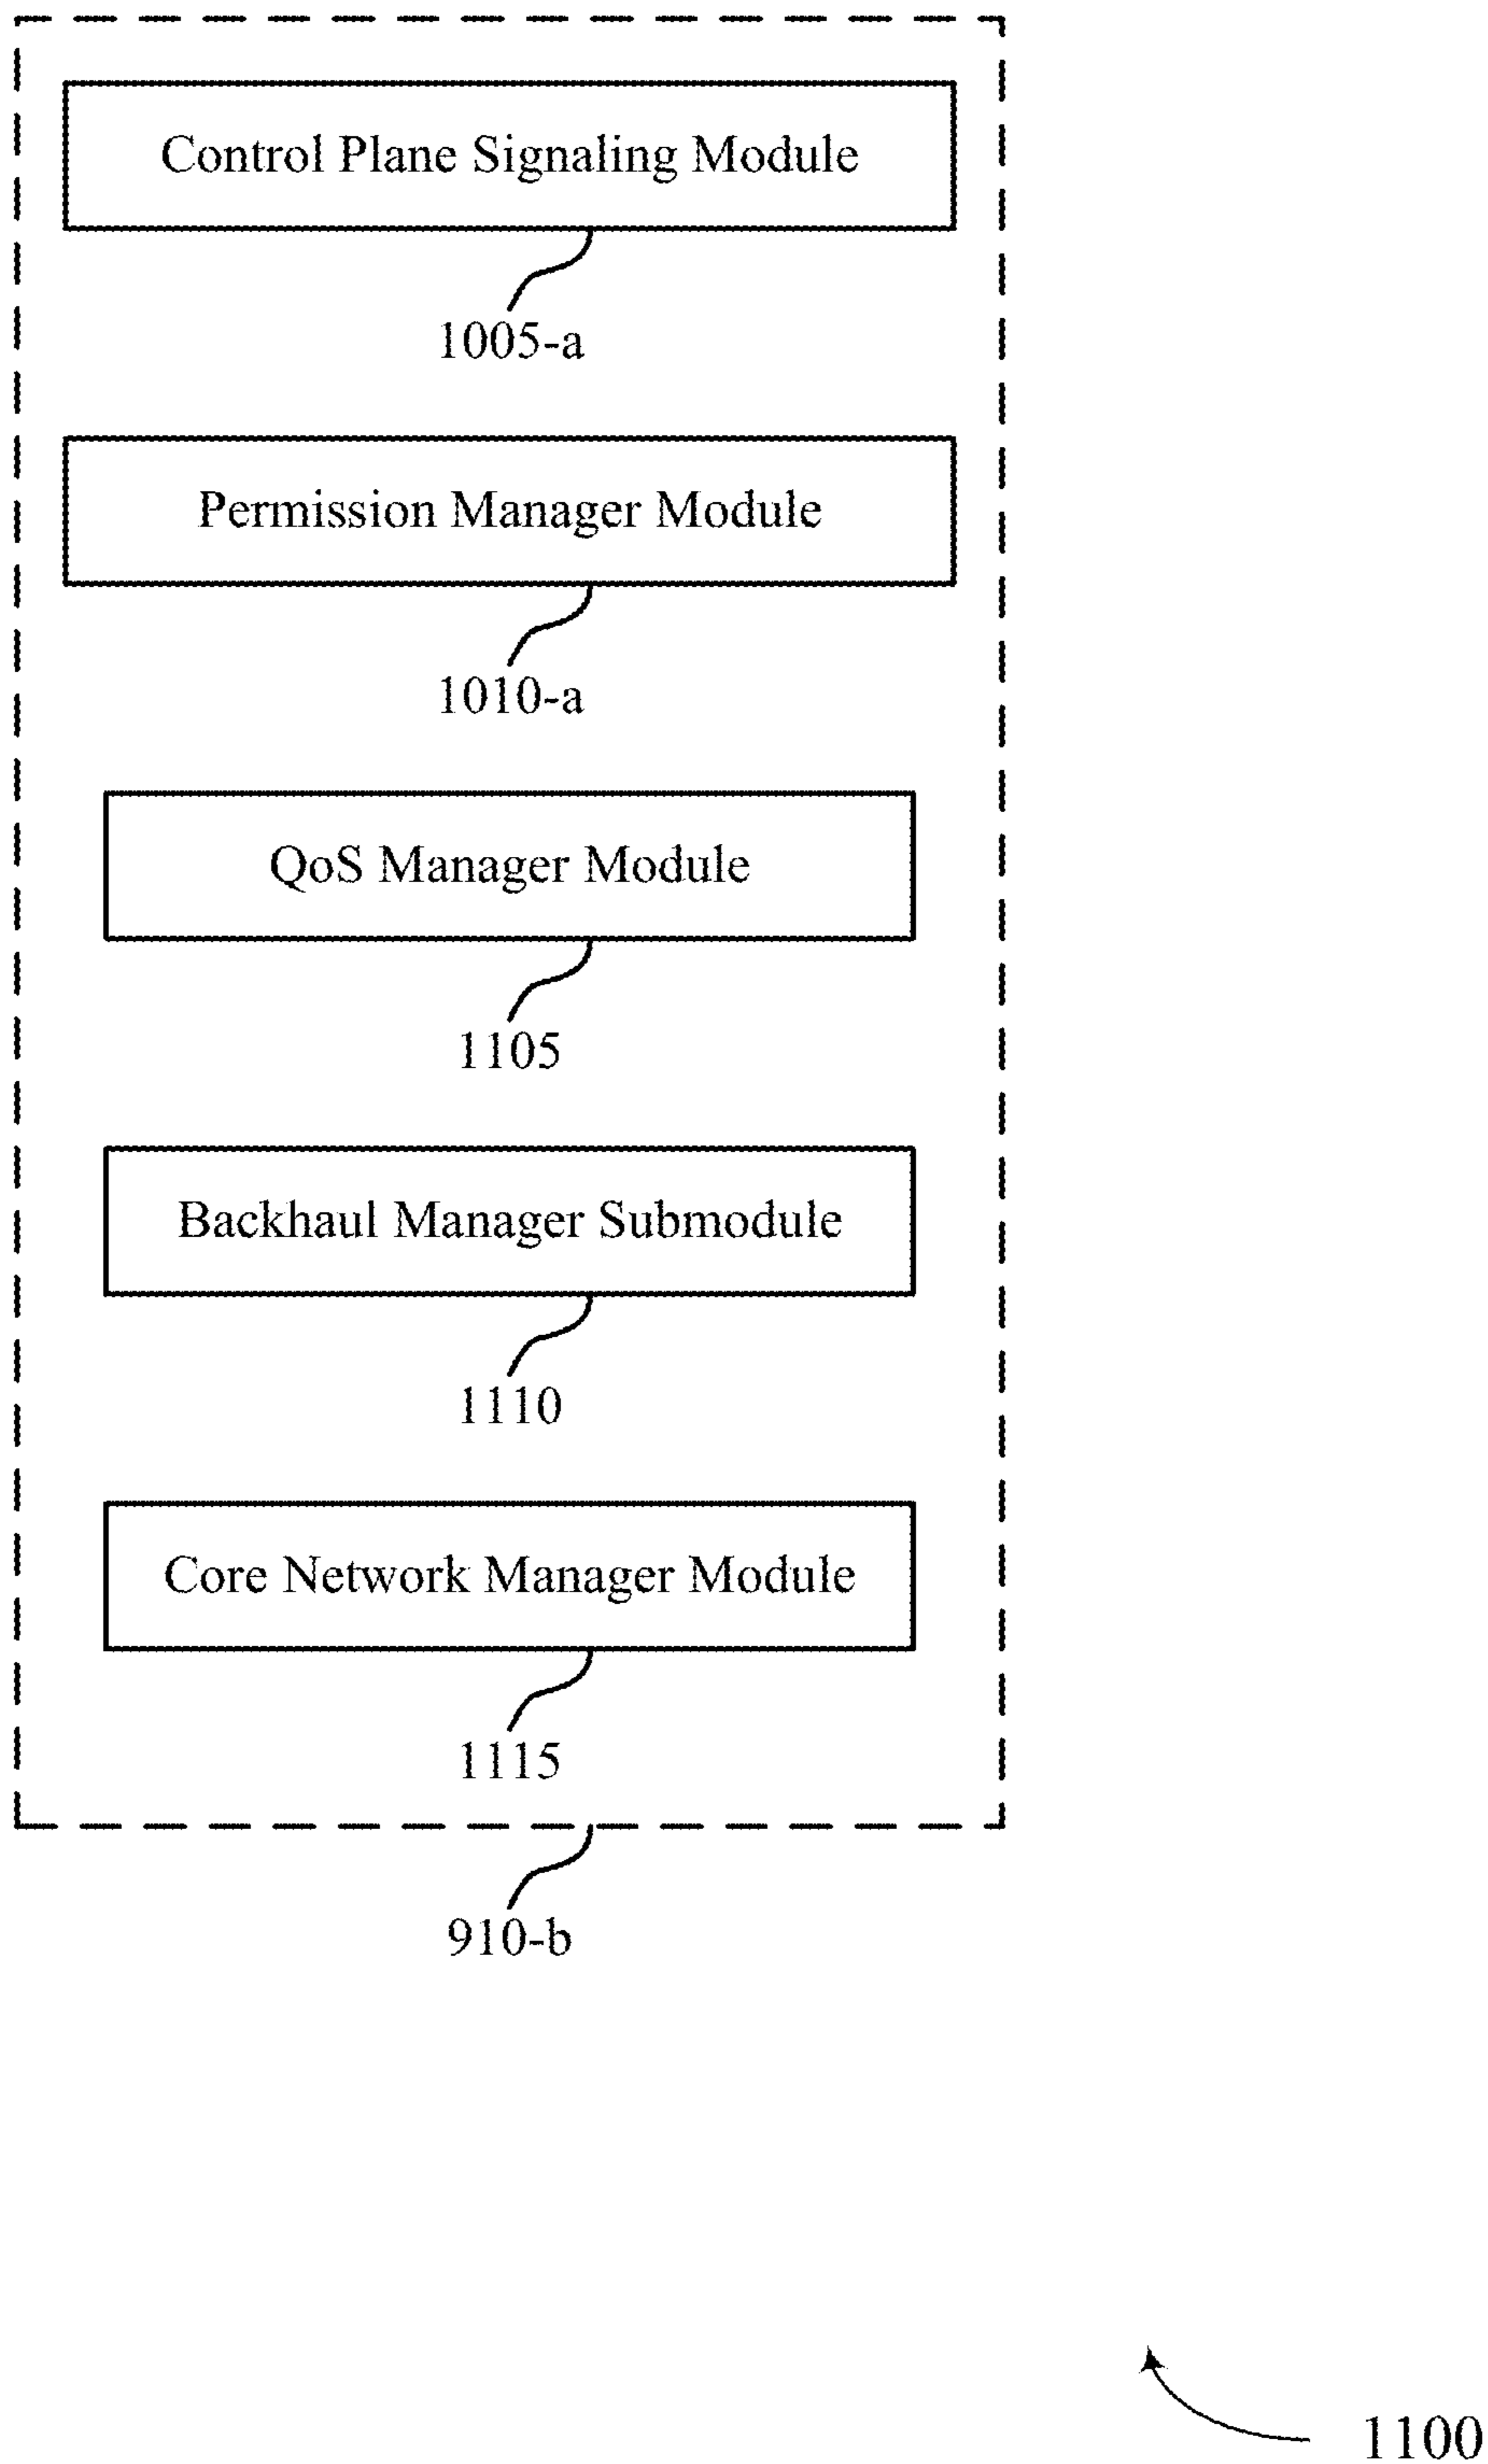 Control Plane Signaling Module
1005-a
Permission Manager Module
1010-a
QoS Manager Module
1105
Backhaul Manager Submodule
1110
Core Network Manager Module
1115
910-b
1100